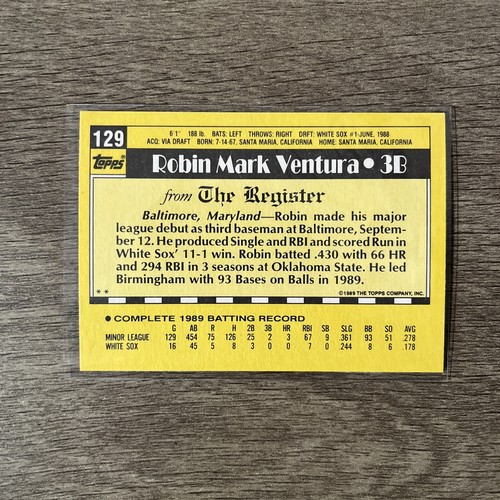 129
6'1" 188 lb. BATS: LEFT THROWS: RIGHT DRFT: WHITE SOX #1-JUNE, 1988
ACQ: VIA DRAFT BORN: 7-14-67, SANTA MARIA, CALIFORNIA HOME: SANTA MARIA, CALIFORNIA
topps®
Robin Mark Ventura • 3B
from The Register
Baltimore, Maryland—Robin made his major
league debut as third baseman at Baltimore, Septem-
ber 12. He produced Single and RBI and scored Run in
White Sox' 11-1 win. Robin batted .430 with 66 HR
and 294 RBI in 3 seasons at Oklahoma State. He led
Birmingham with 93 Bases on Balls in 1989.
** ©1989 THE TOPPS COMPANY, INC.
● COMPLETE 1989 BATTING RECORD
G AB R H 2B 3B HR RBI SB SLG BB SO AVG
MINOR LEAGUE 129 454 75 126 25 2 3 67 9 .361 93 51 .278
WHITE SOX 16 45 5 8 3 0 0 7 0 .244 8 6 .178